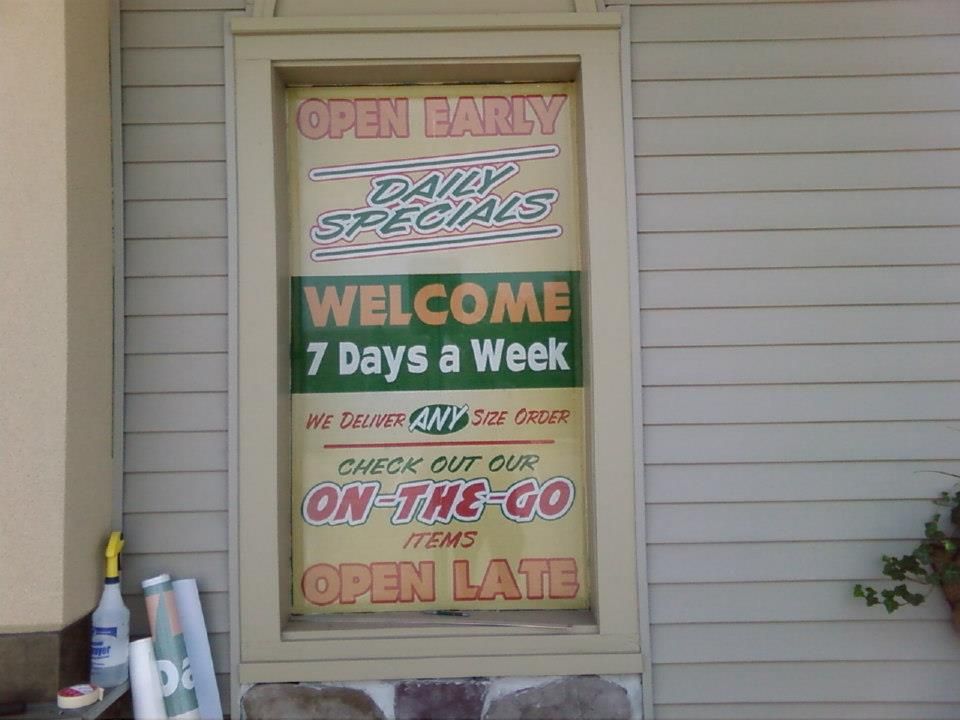 OPEN EARLY
DAILY
SPECIALS
WELCOME
7 Days a Week
WE DELIVER ANY SIZE ORDER
CHECK OUT OUR
ON-THE-GO
ITEMS
OPEN LATE